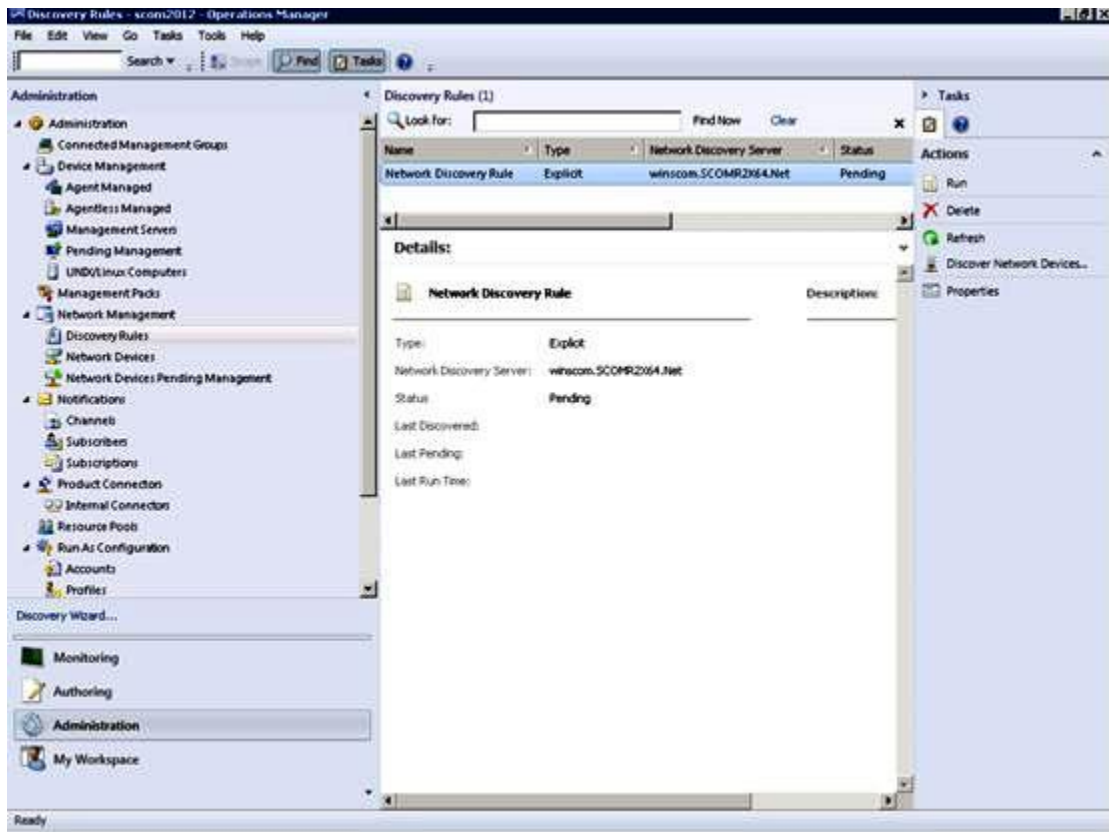 Discovery Rules - scom2012 - Operations Manager
File Edit View Go Tasks Tools Help
Search Find Tasks
Administration
Administration
Connected Management Groups
Device Management
Agent Managed
Agentless Managed
Management Servers
Pending Management
UNIX/Linux Computers
Management Packs
Network Management
Discovery Rules
Network Devices
Network Devices Pending Management
Notifications
Channels
Subscribers
Subscriptions
Product Connectors
Internal Connectors
Resource Pools
Run As Configuration
Accounts
Profiles
Discovery Wizard...
Monitoring
Authoring
Administration
My Workspace
Discovery Rules (1)
Look for: Find Now Clear
Name Type Network Discovery Server Status
Network Discovery Rule Explicit winscom.SCOMR2X64.Net Pending
Details:
Network Discovery Rule Description:
Type: Explicit
Network Discovery Server: winscom.SCOMR2X64.Net
Status Pending
Last Discovered:
Last Pending:
Last Run Time:
Tasks
Actions
Run
Delete
Refresh
Discover Network Devices...
Properties
Ready